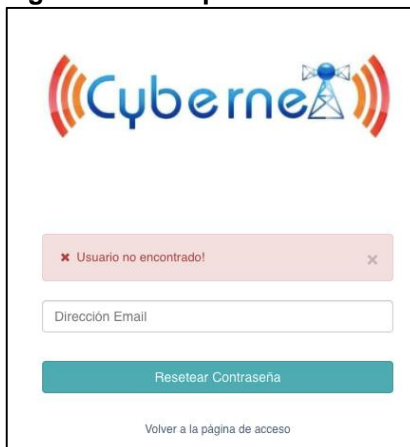 Cybernet
✖ Usuario no encontrado! ×
Dirección Email
Resetear Contraseña
Volver a la página de acceso